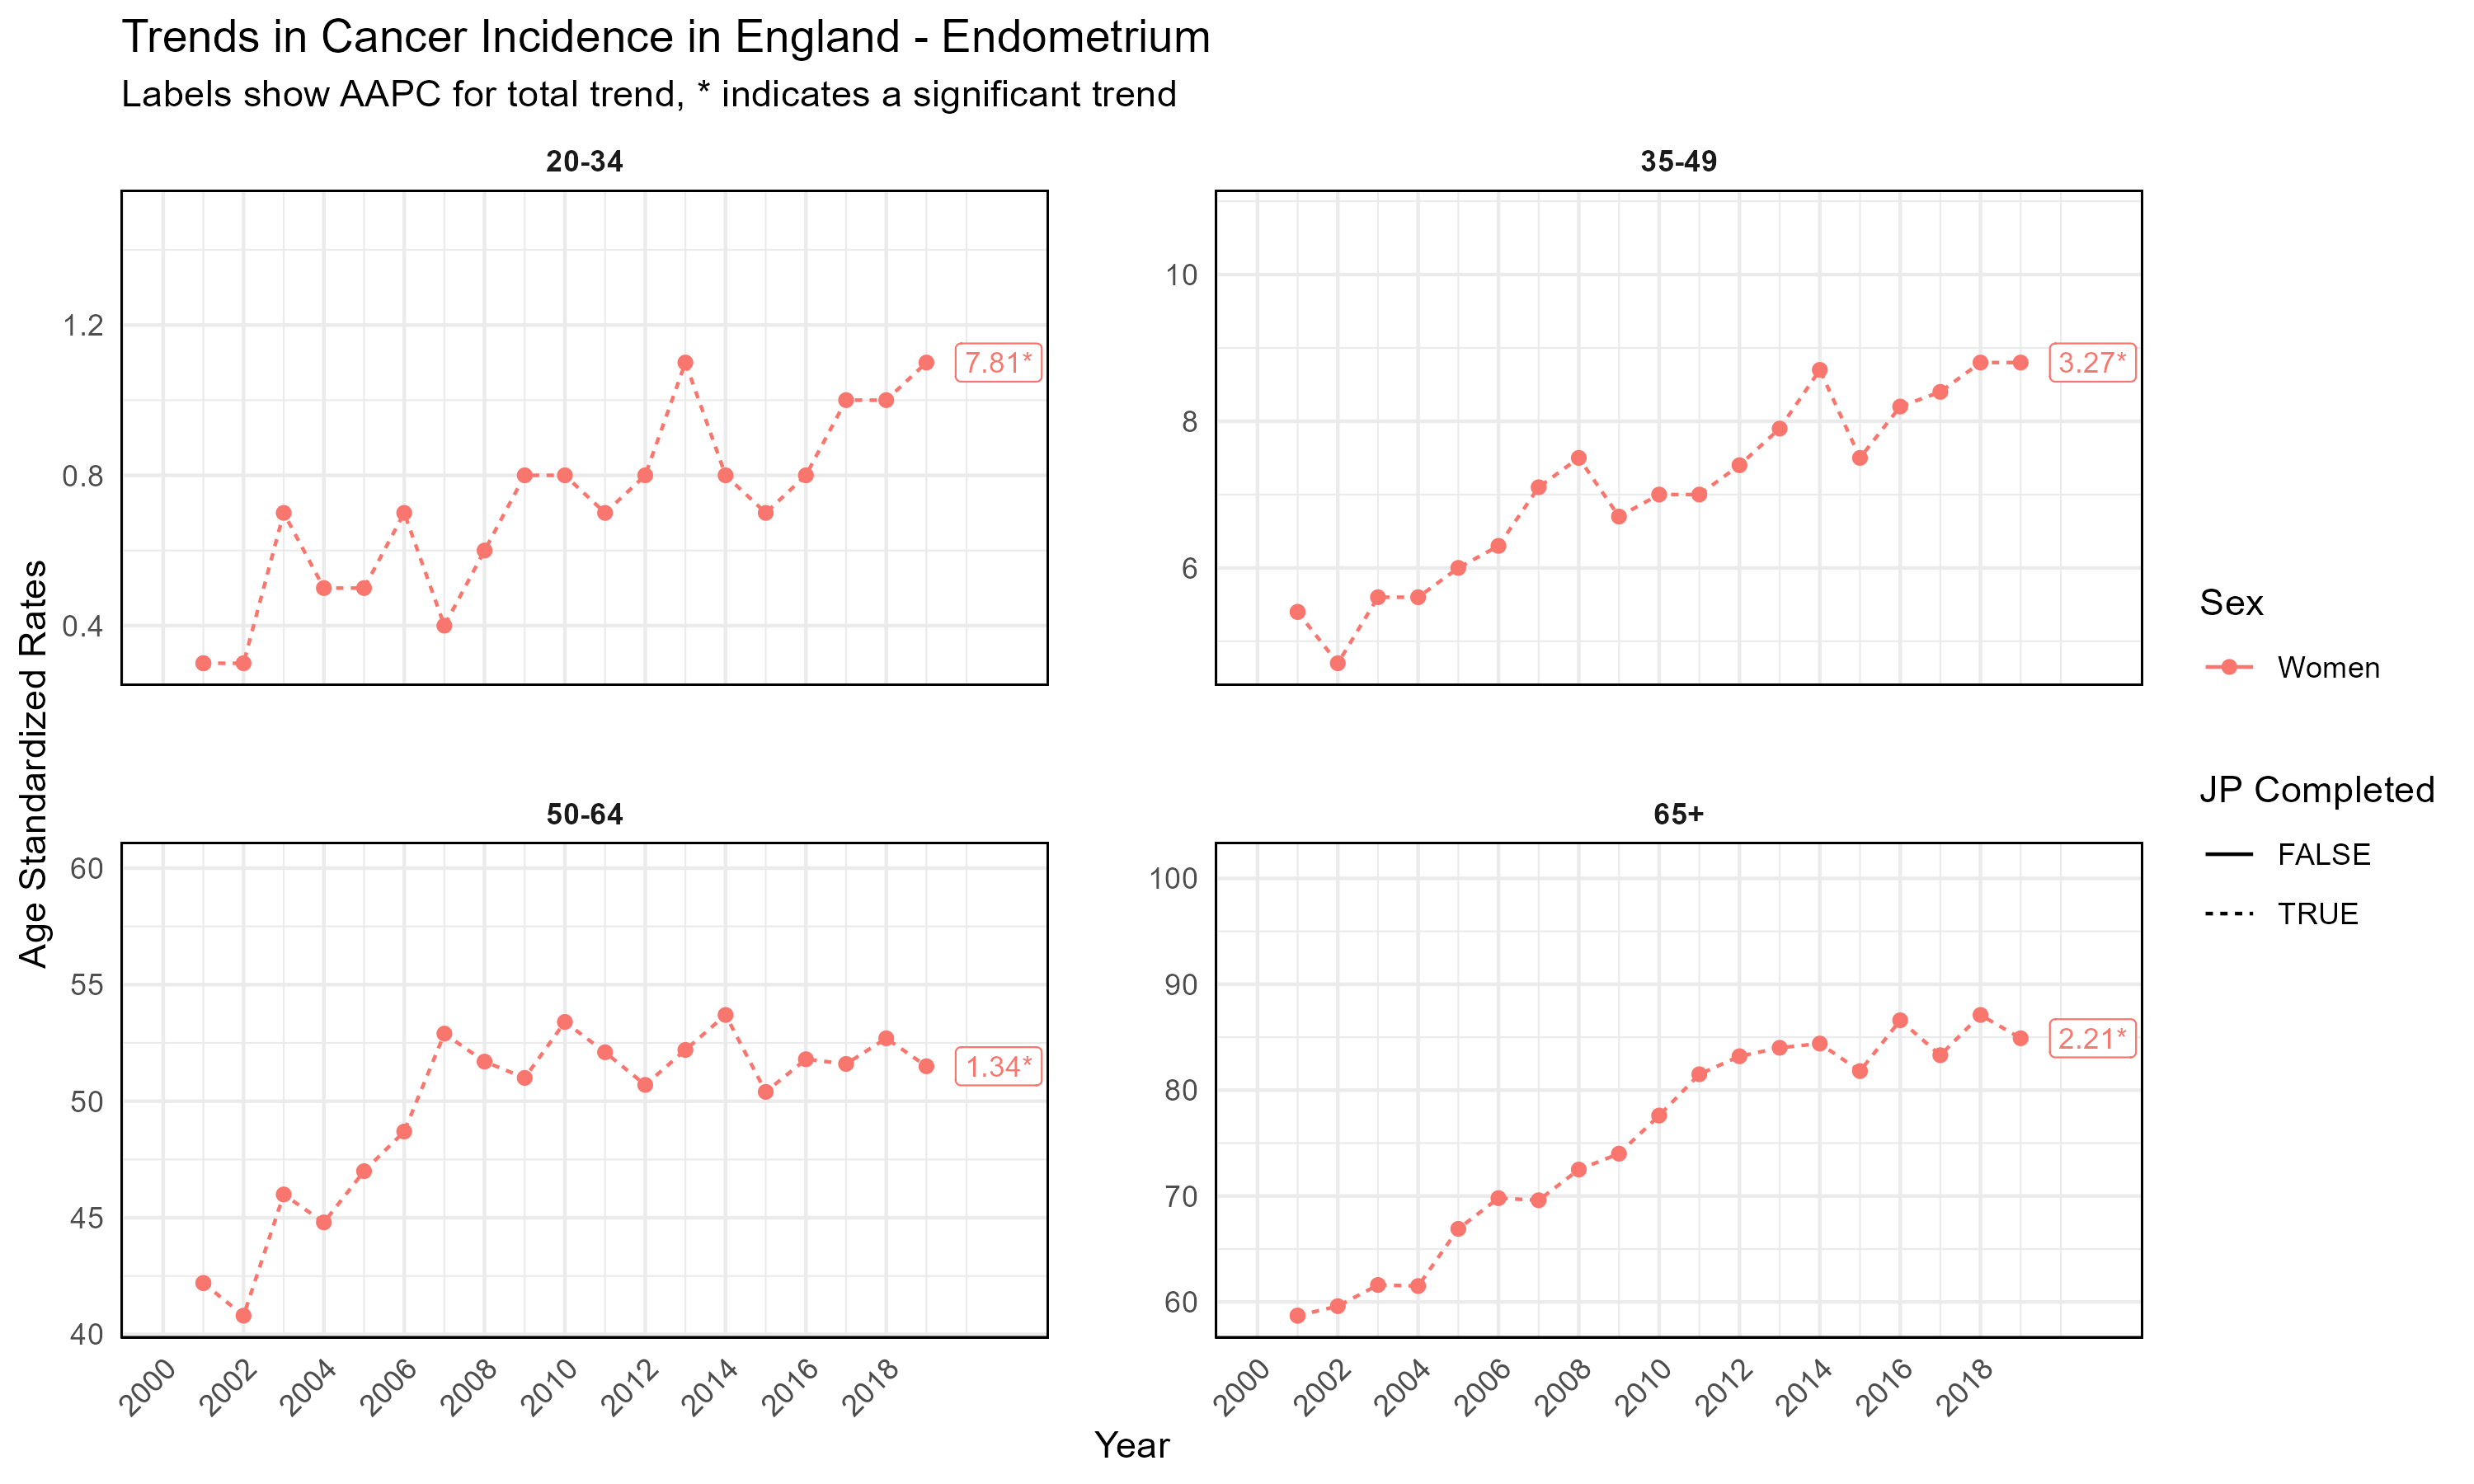 Trends in Cancer Incidence in England - Endometrium
Labels show AAPC for total trend, * indicates a significant trend
20-34
1.2
0.8
0.4
7.81*
35-49
10
8
6
3.27*
Age Standardized Rates
50-64
60
55
50
45
40
1.34*
2000 2002 2004 2006 2008 2010 2012 2014 2016 2018
65+
100
90
80
70
60
2.21*
2000 2002 2004 2006 2008 2010 2012 2014 2016 2018
Year
Sex
Women
JP Completed
FALSE
TRUE